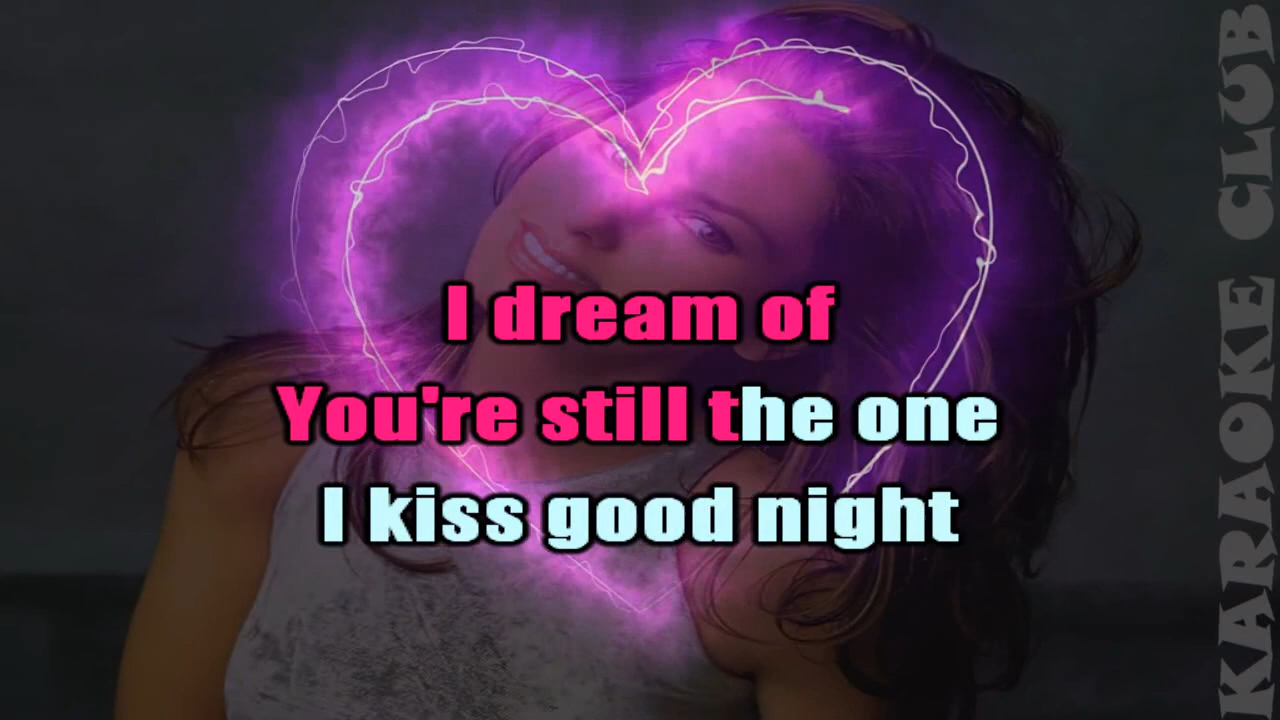 I dream of
You're still the one
I kiss good night
KARAOKE CLUB